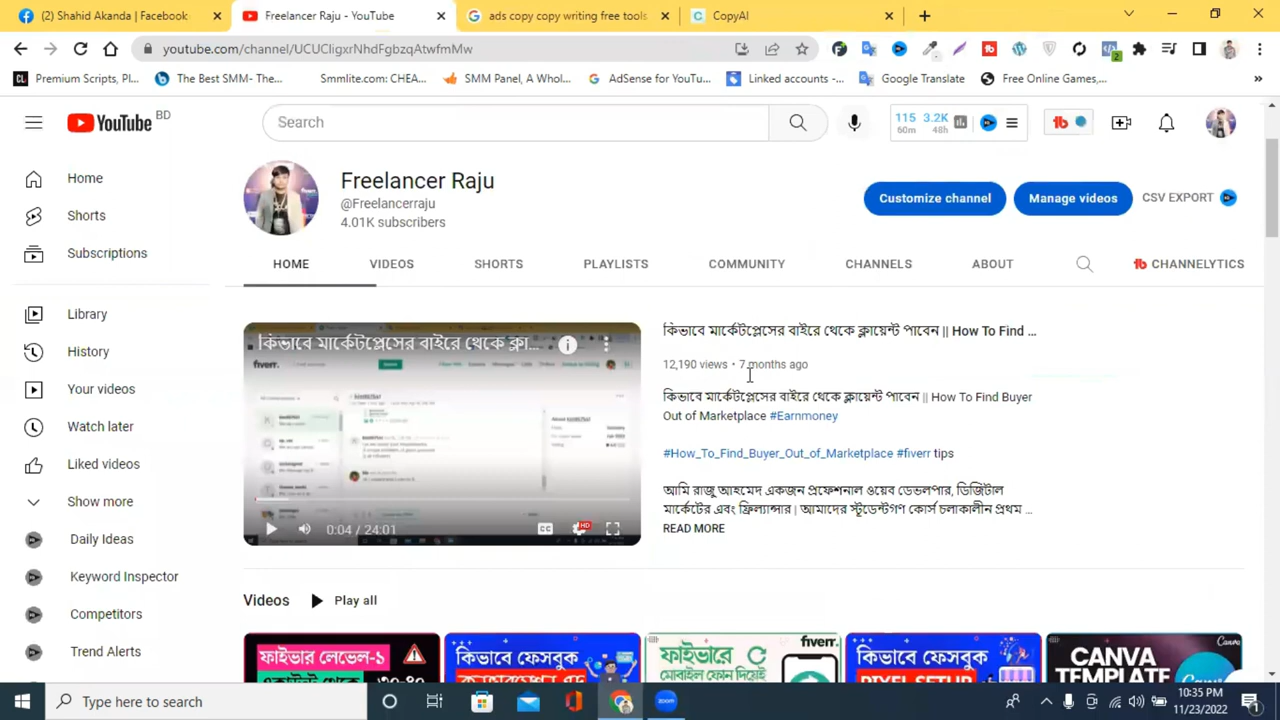 (2) Shahid Akanda | Facebook
Freelancer Raju - YouTube
ads copy copy writing free tools
CopyAI
youtube.com/channel/UCUCligxrNhdFgbzqAtwfmMw
Premium Scripts, Pl...
The Best SMM- The...
Smmlite.com: CHEA...
SMM Panel, A Whol...
AdSense for YouTu...
Linked accounts -...
Google Translate
Free Online Games,...
YouTube BD
Search
115 3.2K
60m 48h
Home
Shorts
Subscriptions
Library
History
Your videos
Watch later
Liked videos
Show more
Daily Ideas
Keyword Inspector
Competitors
Trend Alerts
Freelancer Raju
@Freelancerraju
4.01K subscribers
Customize channel
Manage videos
CSV EXPORT
HOME
VIDEOS
SHORTS
PLAYLISTS
COMMUNITY
CHANNELS
ABOUT
CHANNELYTICS
কিভাবে মার্কেটপ্লেসের বাইরে থেকে ক্লা...
fiverr.
0:04 / 24:01
কিভাবে মার্কেটপ্লেসের বাইরে থেকে ক্লায়েন্ট পাবেন || How To Find ...
12,190 views • 7 months ago
কিভাবে মার্কেটপ্লেসের বাইরে থেকে ক্লায়েন্ট পাবেন || How To Find Buyer
Out of Marketplace #Earnmoney
#How_To_Find_Buyer_Out_of_Marketplace #fiverr tips
আমি রাজু আহমেদ একজন প্রফেশনাল ওয়েব ডেভলপার, ডিজিটাল
মার্কেটের এবং ফ্রিল্যান্সার। আমাদের স্টুডেন্টগণ কোর্স চলাকালীন প্রথম ...
READ MORE
Videos
Play all
ফাইভার লেভেল-১
কিভাবে ফেসবুক
ফাইভারে
fiverr.
কিভাবে ফেসবুক
PIXEL SETUP
CANVA
TEMPLATE
Canva
Type here to search
zoom
10:35 PM
11/23/2022